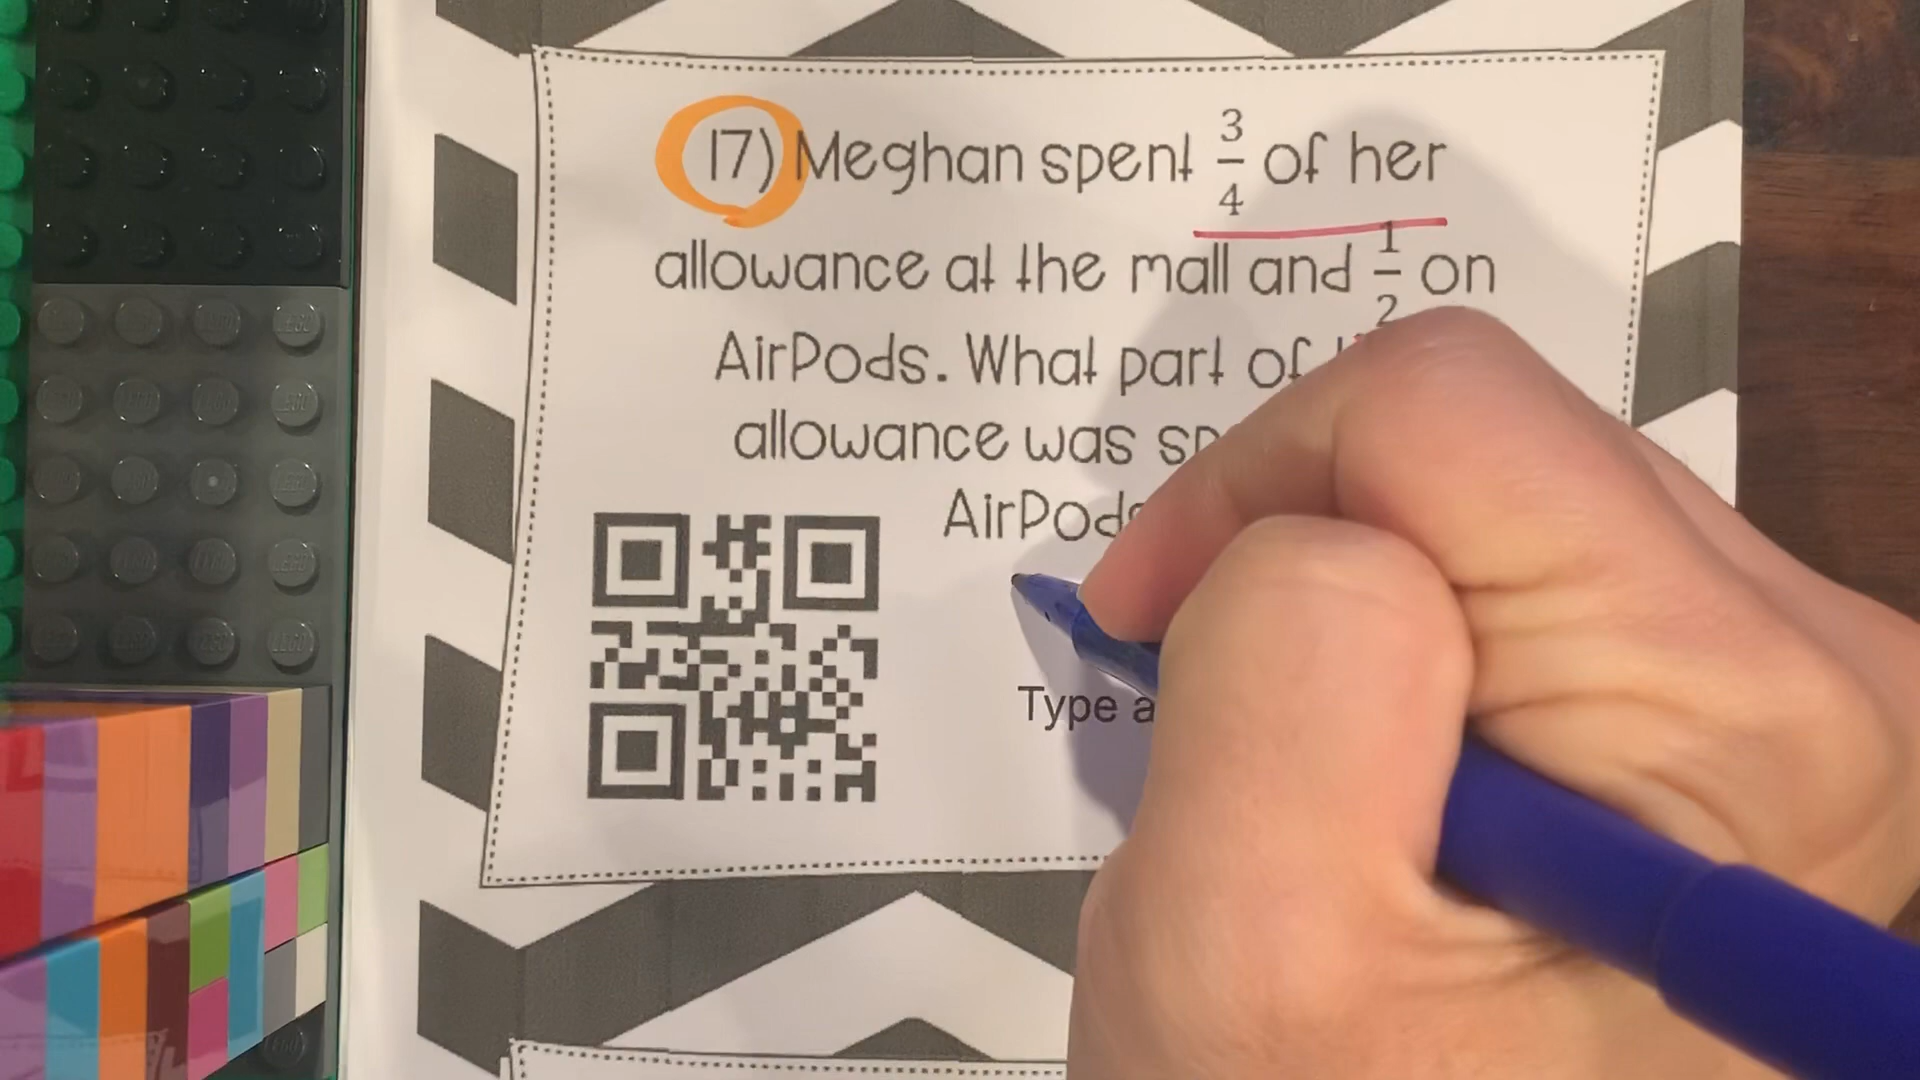 17) Meghan spent 3/4 of her
allowance at the mall and 1/2 on
AirPods. What part of
allowance was
AirPods
Type a